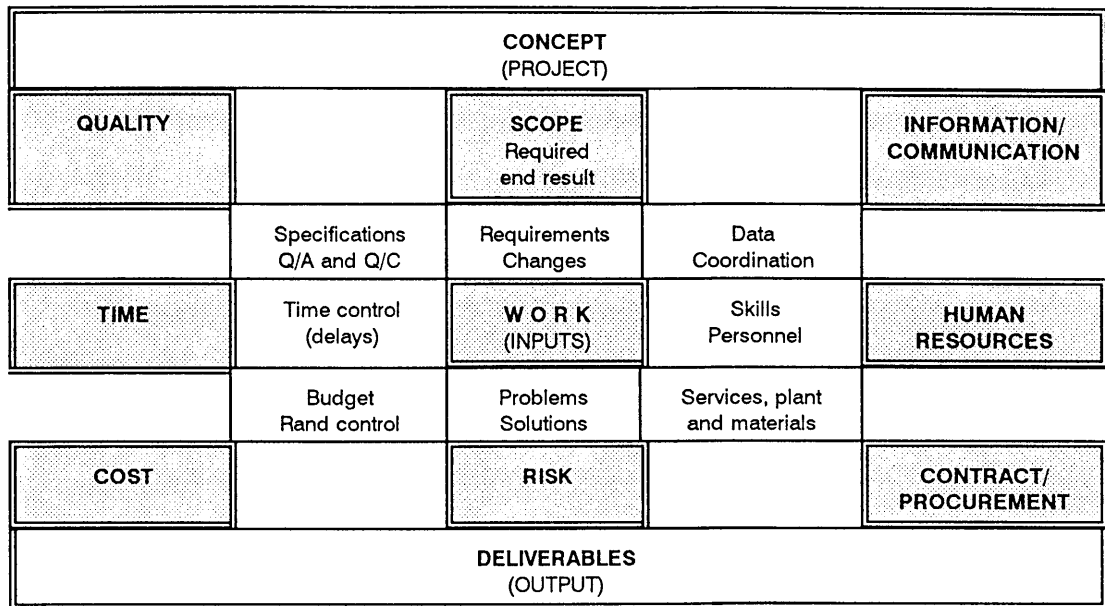 CONCEPT
(PROJECT)
QUALITY
SCOPE
Required
end result
INFORMATION/
COMMUNICATION
Specifications
Q/A and Q/C
Requirements
Changes
Data
Coordination
TIME
Time control
(delays)
W O R K
(INPUTS)
Skills
Personnel
HUMAN
RESOURCES
Budget
Rand control
Problems
Solutions
Services, plant
and materials
COST
RISK
CONTRACT/
PROCUREMENT
DELIVERABLES
(OUTPUT)